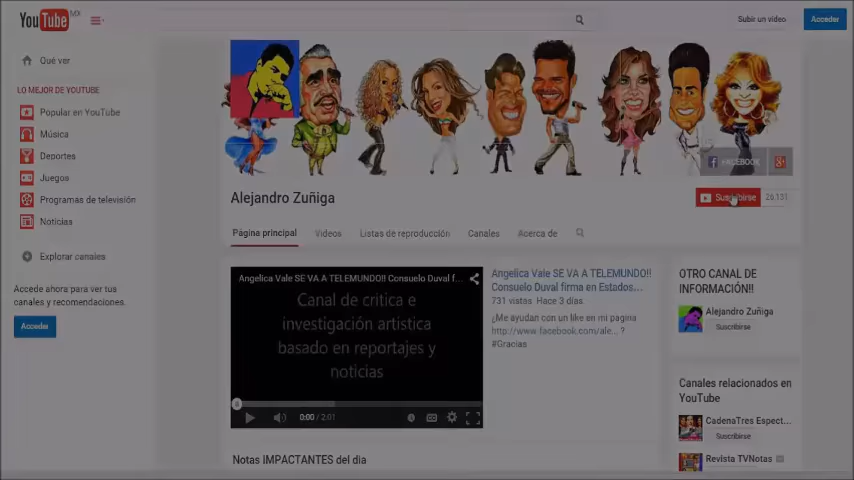 YouTube MX
Subir un video
Acceder
Qué ver
LO MEJOR DE YOUTUBE
Popular en YouTube
Música
Deportes
Juegos
Programas de televisión
Noticias
Explorar canales
Accede ahora para ver tus
canales y recomendaciones.
Acceder
FACEBOOK
Alejandro Zuñiga
Suscribirse
26,131
Página principal
Videos
Listas de reproducción
Canales
Acerca de
Angelica Vale SE VA A TELEMUNDO!! Consuelo Duval f...
Canal de critica e
investigación artistica
basado en reportajes y
noticias
0:00 / 2:01
Angelica Vale SE VA A TELEMUNDO!!
Consuelo Duval firma en Estados...
731 vistas Hace 3 días.
¿Me ayudan con un like en mi pagina
http://www.facebook.com/ale... ?
#Gracias
Notas IMPACTANTES del dia
OTRO CANAL DE
INFORMACIÓN!!
Alejandro Zuñiga
Suscribirse
Canales relacionados en
YouTube
CadenaTres Espect...
Suscribirse
Revista TVNotas